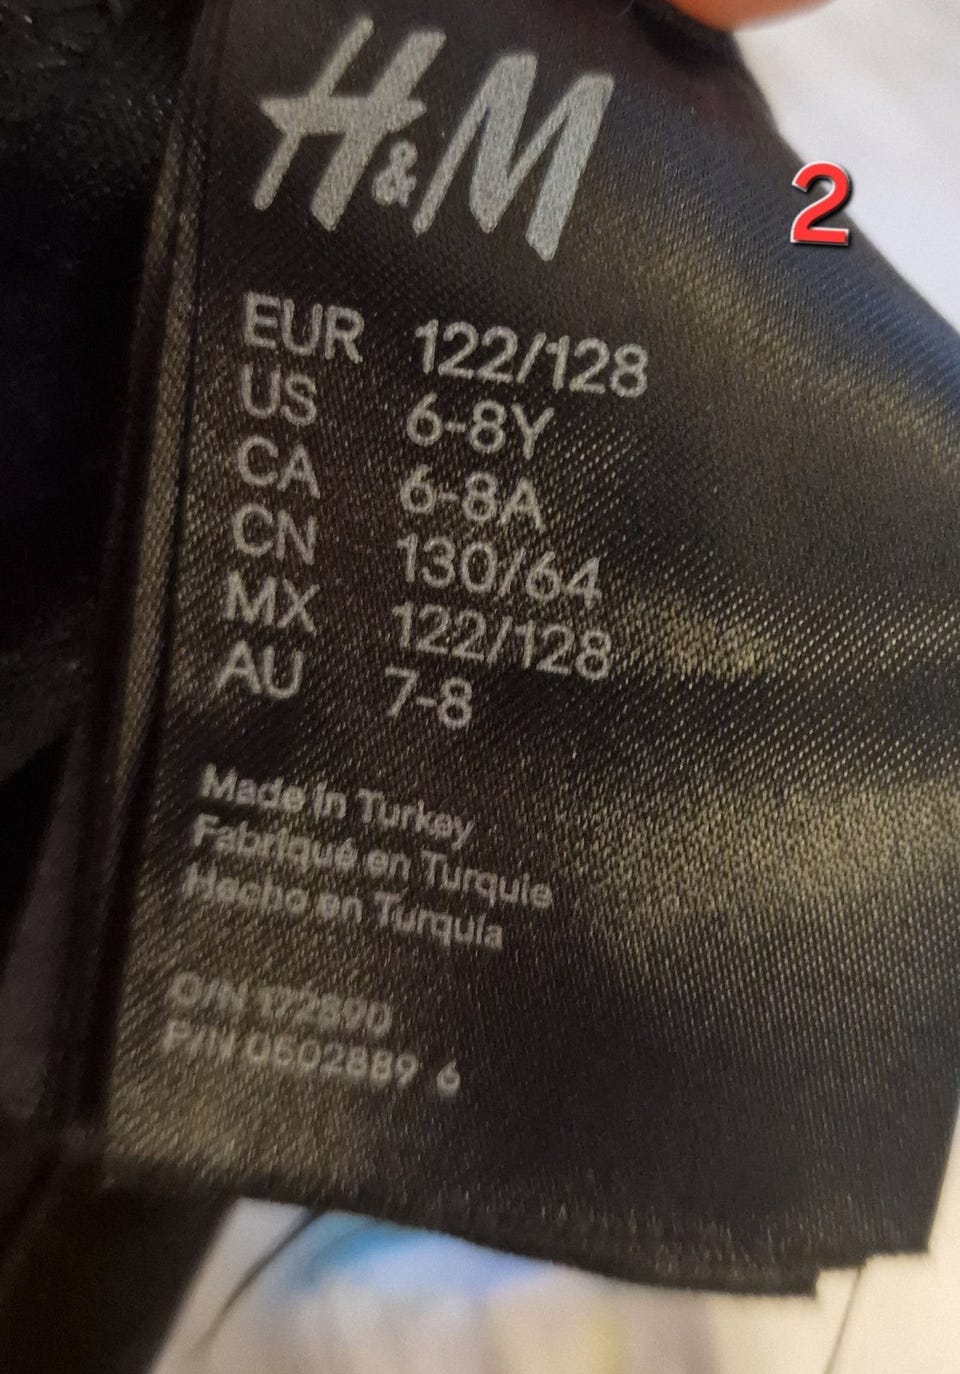 H&M
2
EUR 122/128
US 6-8Y
CA 6-8A
CN 130/64
MX 122/128
AU 7-8
Made in Turkey
Fabriqué en Turquie
Hecho en Turquía
O/N 172890
P/N 0602889 6